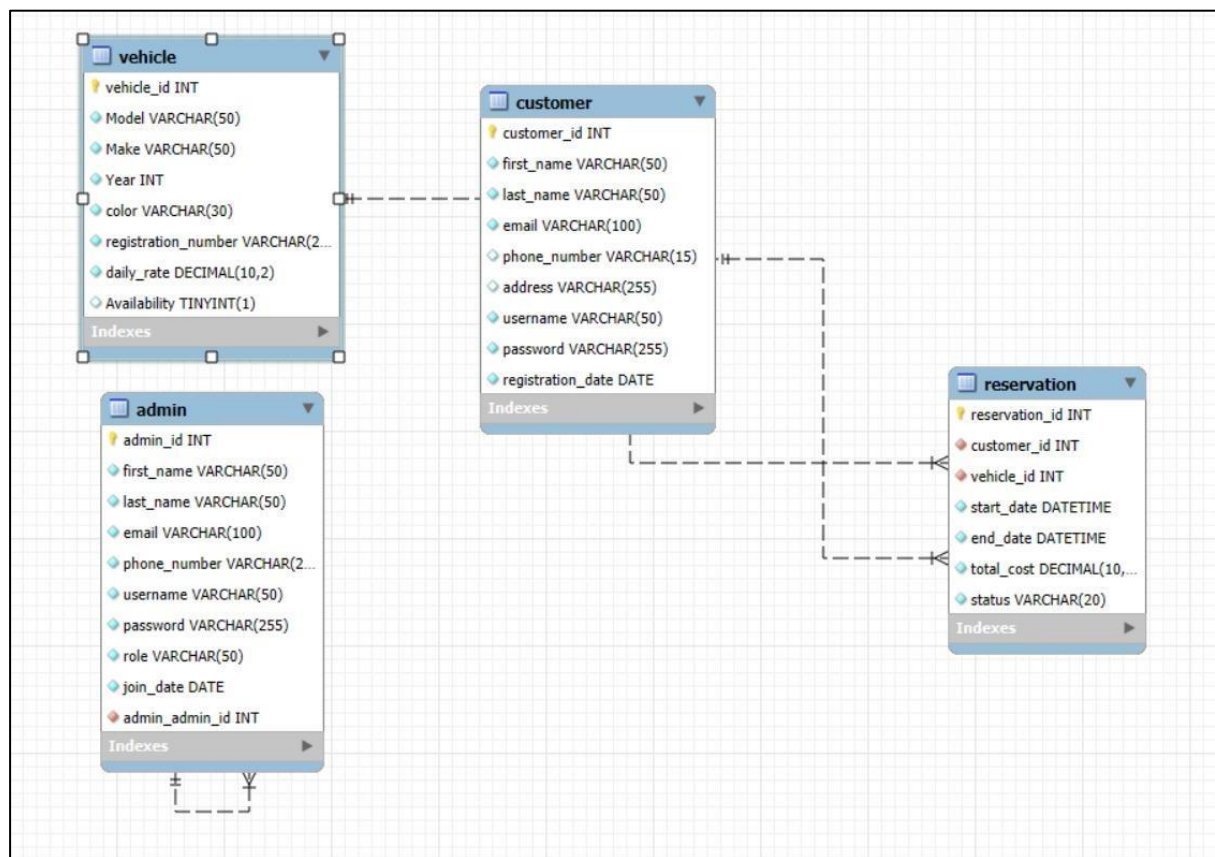 vehicle
vehicle_id INT
Model VARCHAR(50)
Make VARCHAR(50)
Year INT
color VARCHAR(30)
registration_number VARCHAR(2...
daily_rate DECIMAL(10,2)
Availability TINYINT(1)
Indexes
customer
customer_id INT
first_name VARCHAR(50)
last_name VARCHAR(50)
email VARCHAR(100)
phone_number VARCHAR(15)
address VARCHAR(255)
username VARCHAR(50)
password VARCHAR(255)
registration_date DATE
Indexes
admin
admin_id INT
first_name VARCHAR(50)
last_name VARCHAR(50)
email VARCHAR(100)
phone_number VARCHAR(2...
username VARCHAR(50)
password VARCHAR(255)
role VARCHAR(50)
join_date DATE
admin_admin_id INT
Indexes
reservation
reservation_id INT
customer_id INT
vehicle_id INT
start_date DATETIME
end_date DATETIME
total_cost DECIMAL(10,...
status VARCHAR(20)
Indexes